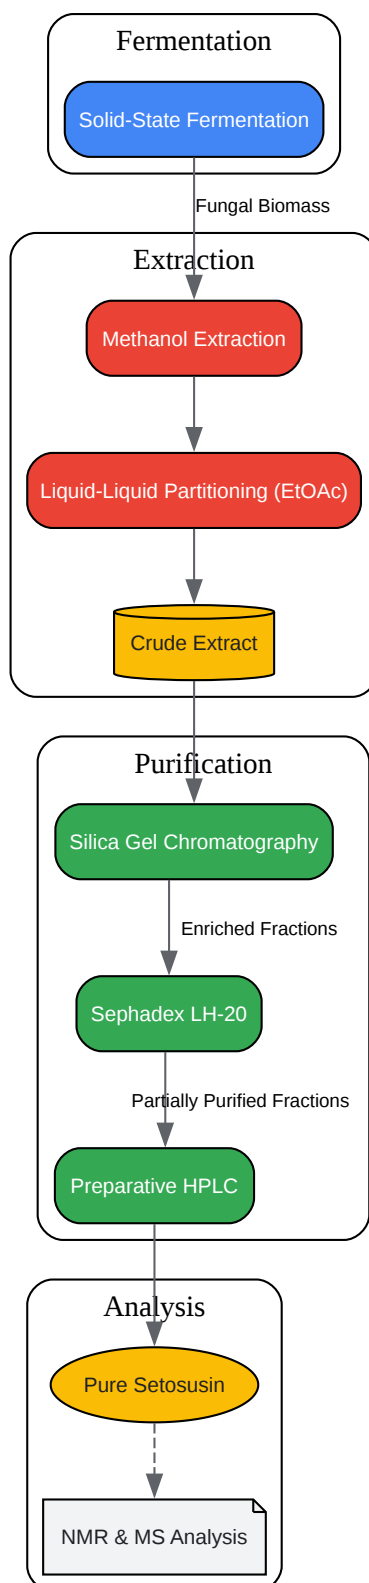 Fermentation
Solid-State Fermentation
Fungal Biomass
Extraction
Methanol Extraction
Liquid-Liquid Partitioning (EtOAc)
Crude Extract
Purification
Silica Gel Chromatography
Enriched Fractions
Sephadex LH-20
Partially Purified Fractions
Preparative HPLC
Analysis
Pure Setosusin
NMR & MS Analysis